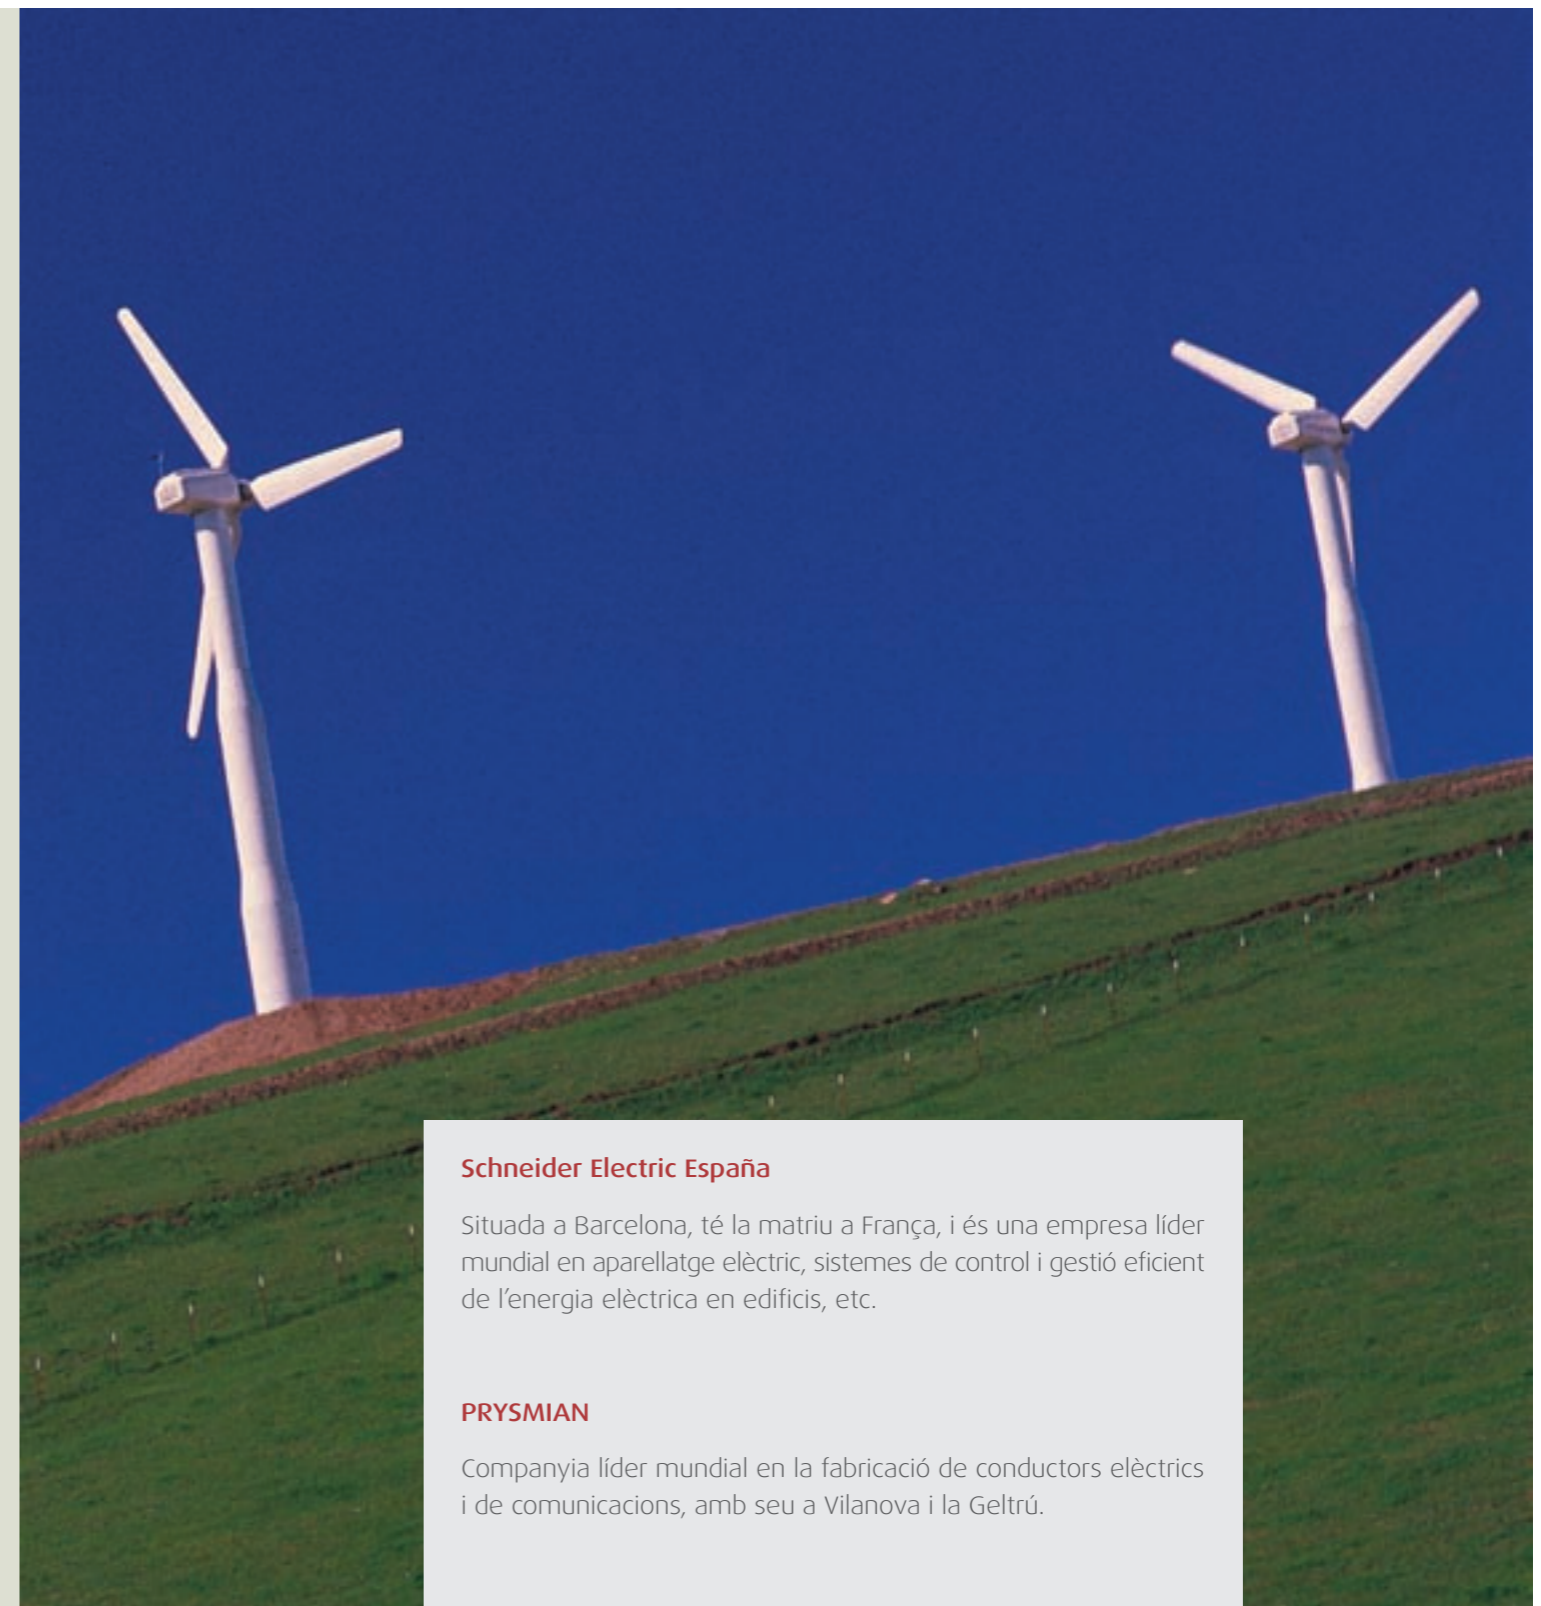 Schneider Electric España
Situada a Barcelona, té la matriu a França, i és una empresa líder
mundial en aparellatge elèctric, sistemes de control i gestió eficient
de l’energia elèctrica en edificis, etc.
PRYSMIAN
Companyia líder mundial en la fabricació de conductors elèctrics
i de comunicacions, amb seu a Vilanova i la Geltrú.